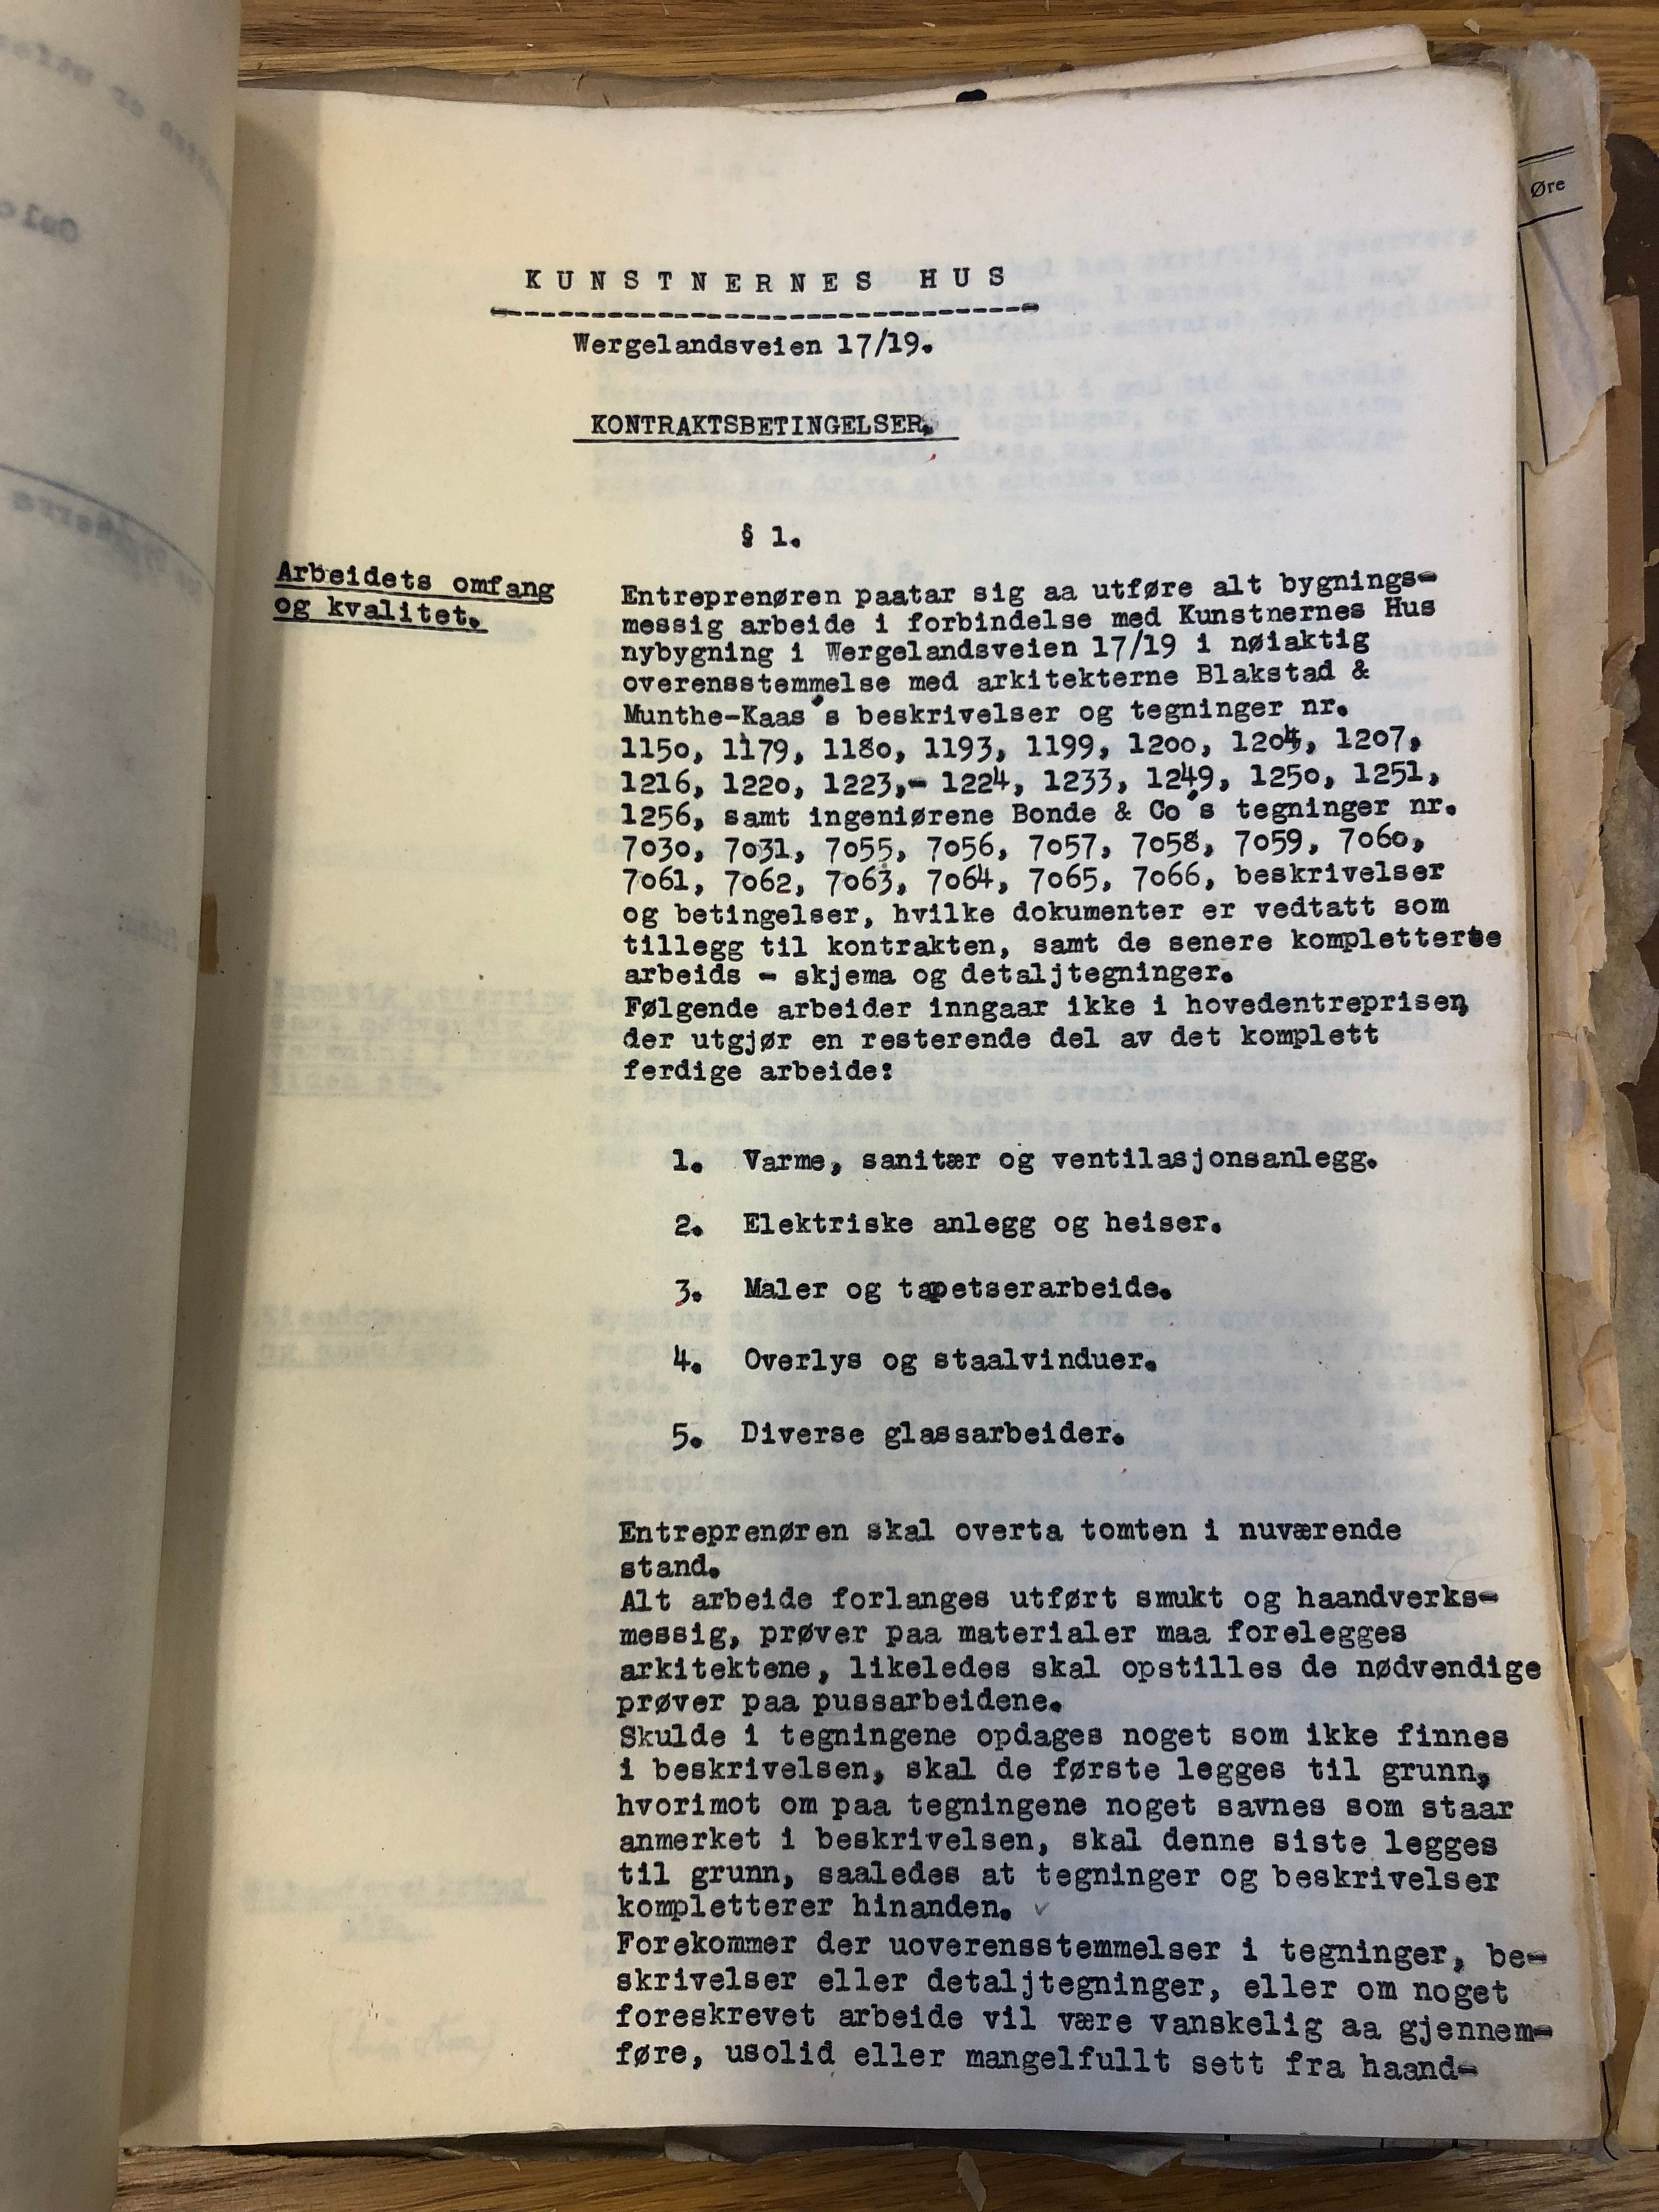 Øre
KUNSTNERNES HUS
Wergelandsveien 17/19.
KONTRAKTSBETINGELSER.
§ 1.
Arbeidets omfang
og kvalitet.
Entreprenøren paatar sig aa utføre alt bygnings-
messig arbeide i forbindelse med Kunstnernes Hus
nybygning i Wergelandsveien 17/19 i nøiaktig
overensstemmelse med arkitekterne Blakstad &
Munthe-Kaas's beskrivelser og tegninger nr.
1150, 1179, 1180, 1193, 1199, 1200, 1204, 1207,
1216, 1220, 1223,- 1224, 1233, 1249, 1250, 1251,
1256, samt ingeniørene Bonde & Co's tegninger nr.
7030, 7031, 7055, 7056, 7057, 7058, 7059, 7060,
7061, 7062, 7063, 7064, 7065, 7066, beskrivelser
og betingelser, hvilke dokumenter er vedtatt som
tillegg til kontrakten, samt de senere kompletterte
arbeids - skjema og detaljtegninger.
Følgende arbeider inngaar ikke i hovedentreprisen,
der utgjør en resterende del av det komplett
ferdige arbeide:
1. Varme, sanitær og ventilasjonsanlegg.
2. Elektriske anlegg og heiser.
3. Maler og tapetserarbeide.
4. Overlys og staalvinduer.
5. Diverse glassarbeider.
Entreprenøren skal overta tomten i nuværende
stand.
Alt arbeide forlanges utført smukt og haandverks-
messig, prøver paa materialer maa forelegges
arkitektene, likeledes skal opstilles de nødvendige
prøver paa pussarbeidene.
Skulde i tegningene opdages noget som ikke finnes
i beskrivelsen, skal de første legges til grunn,
hvorimot om paa tegningene noget savnes som staar
anmerket i beskrivelsen, skal denne siste legges
til grunn, saaledes at tegninger og beskrivelser
kompletterer hinanden.
Forekommer der uoverensstemmelser i tegninger, be-
skrivelser eller detaljtegninger, eller om noget
foreskrevet arbeide vil være vanskelig aa gjennem-
føre, usolid eller mangelfullt sett fra haand-